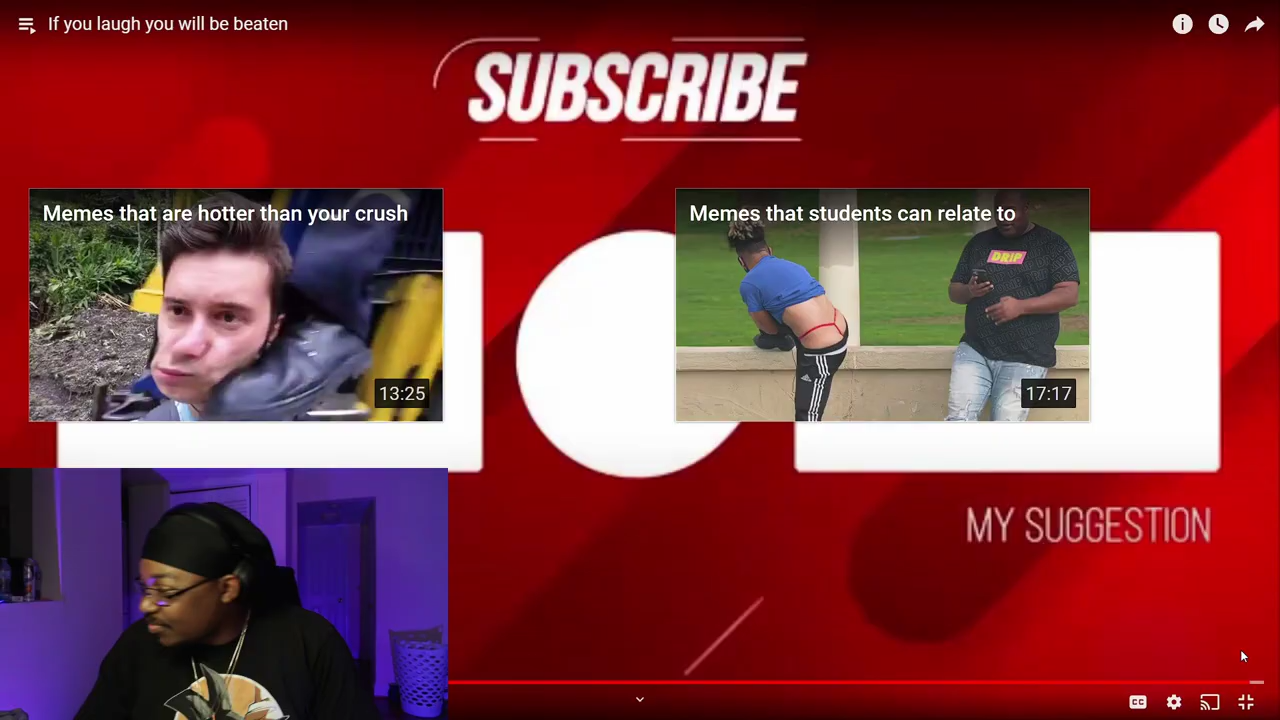 If you laugh you will be beaten
SUBSCRIBE
Memes that are hotter than your crush
13:25
Memes that students can relate to
DRIP
17:17
MY SUGGESTION
CC